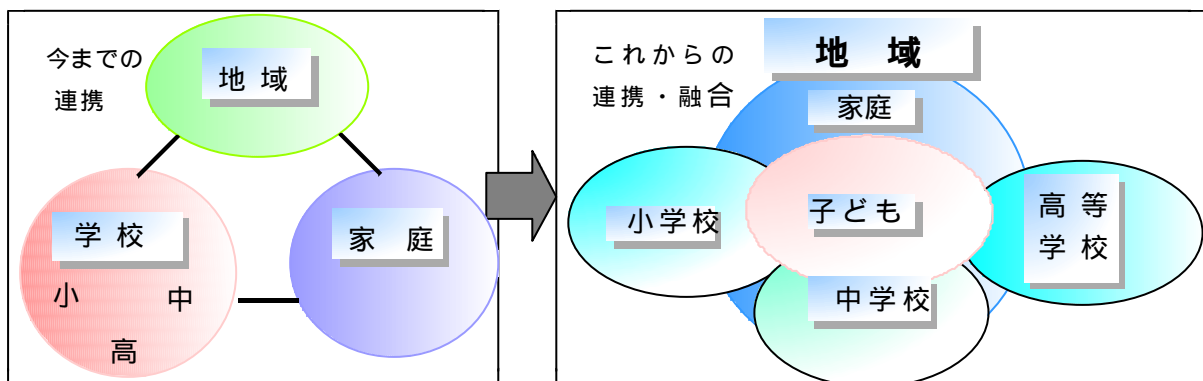 今までの
連携
地域
学校
小 中
高
家 庭
これからの
連携・融合
地 域
家庭
小学校
子ども
高等
学校
中学校